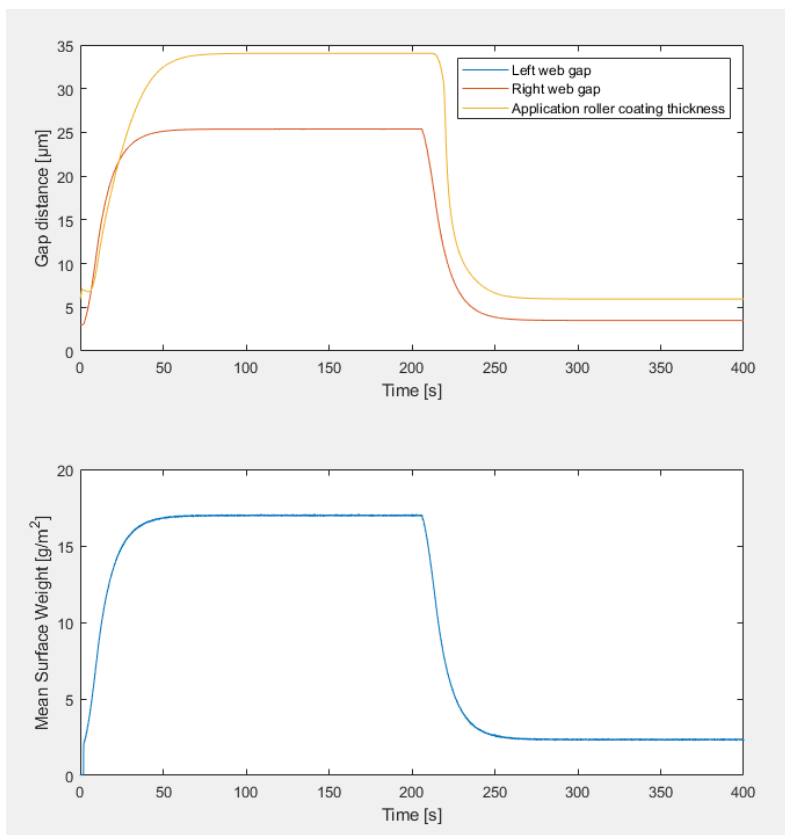 35
30
25
20
15
10
5
0
Gap distance [µm]
Left web gap
Right web gap
Application roller coating thickness
0 50 100 150 200 250 300 350 400
Time [s]
20
15
10
5
0
Mean Surface Weight [g/m²]
0 50 100 150 200 250 300 350 400
Time [s]